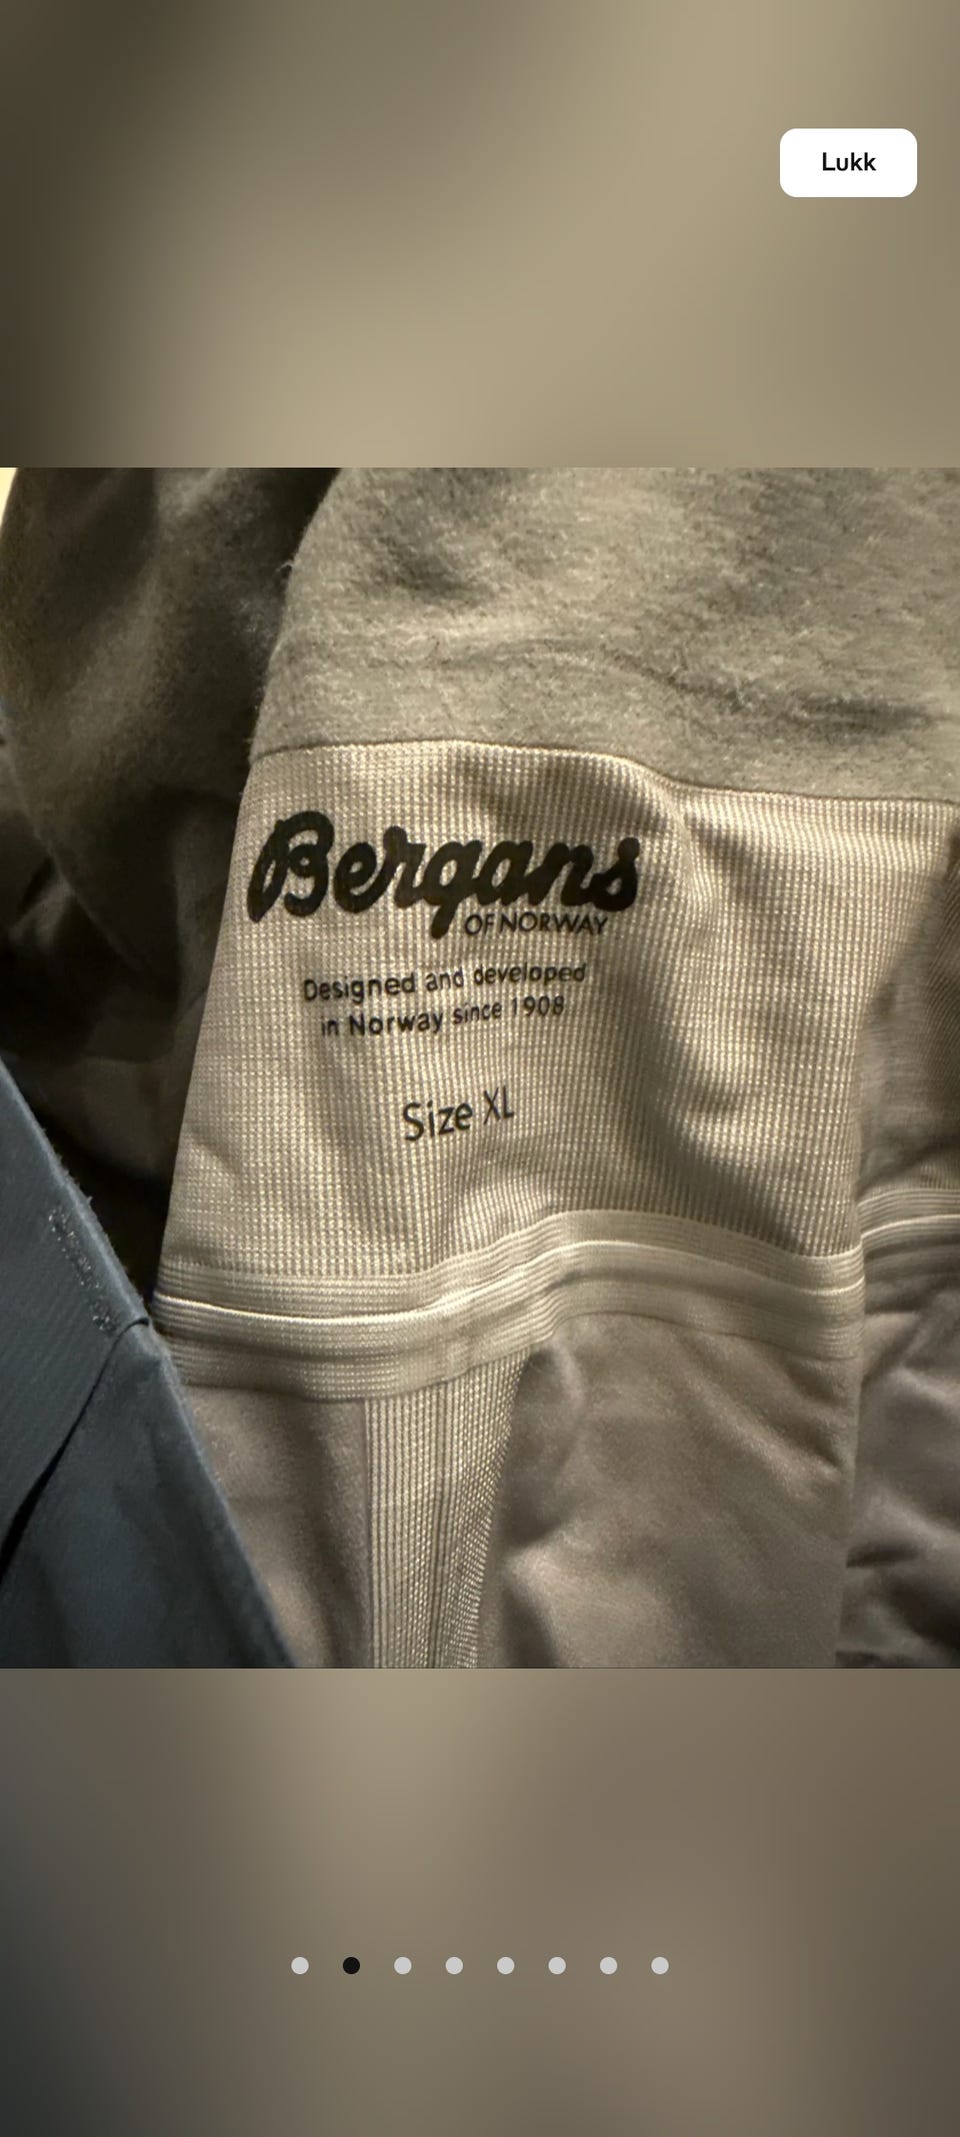 Lukk
Bergans
OF NORWAY
Designed and developed
in Norway since 1908
Size XL